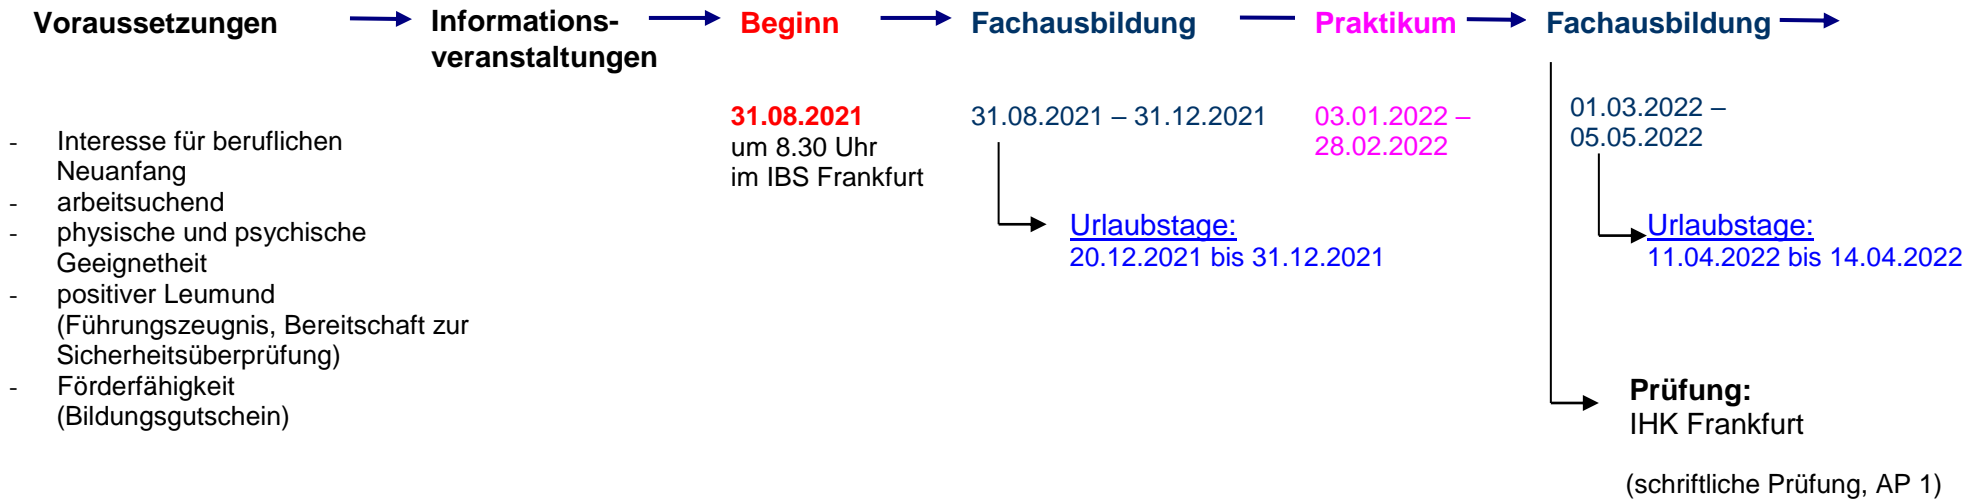 Voraussetzungen
Informations-
veranstaltungen
Beginn
Fachausbildung
Praktikum
Fachausbildung
- Interesse für beruflichen
Neuanfang
- arbeitsuchend
- physische und psychische
Geeignetheit
- positiver Leumund
(Führungszeugnis, Bereitschaft zur
Sicherheitsüberprüfung)
- Förderfähigkeit
(Bildungsgutschein)
31.08.2021
um 8.30 Uhr
im IBS Frankfurt
31.08.2021 – 31.12.2021
Urlaubstage:
20.12.2021 bis 31.12.2021
03.01.2022 –
28.02.2022
01.03.2022 –
05.05.2022
Urlaubstage:
11.04.2022 bis 14.04.2022
Prüfung:
IHK Frankfurt
(schriftliche Prüfung, AP 1)